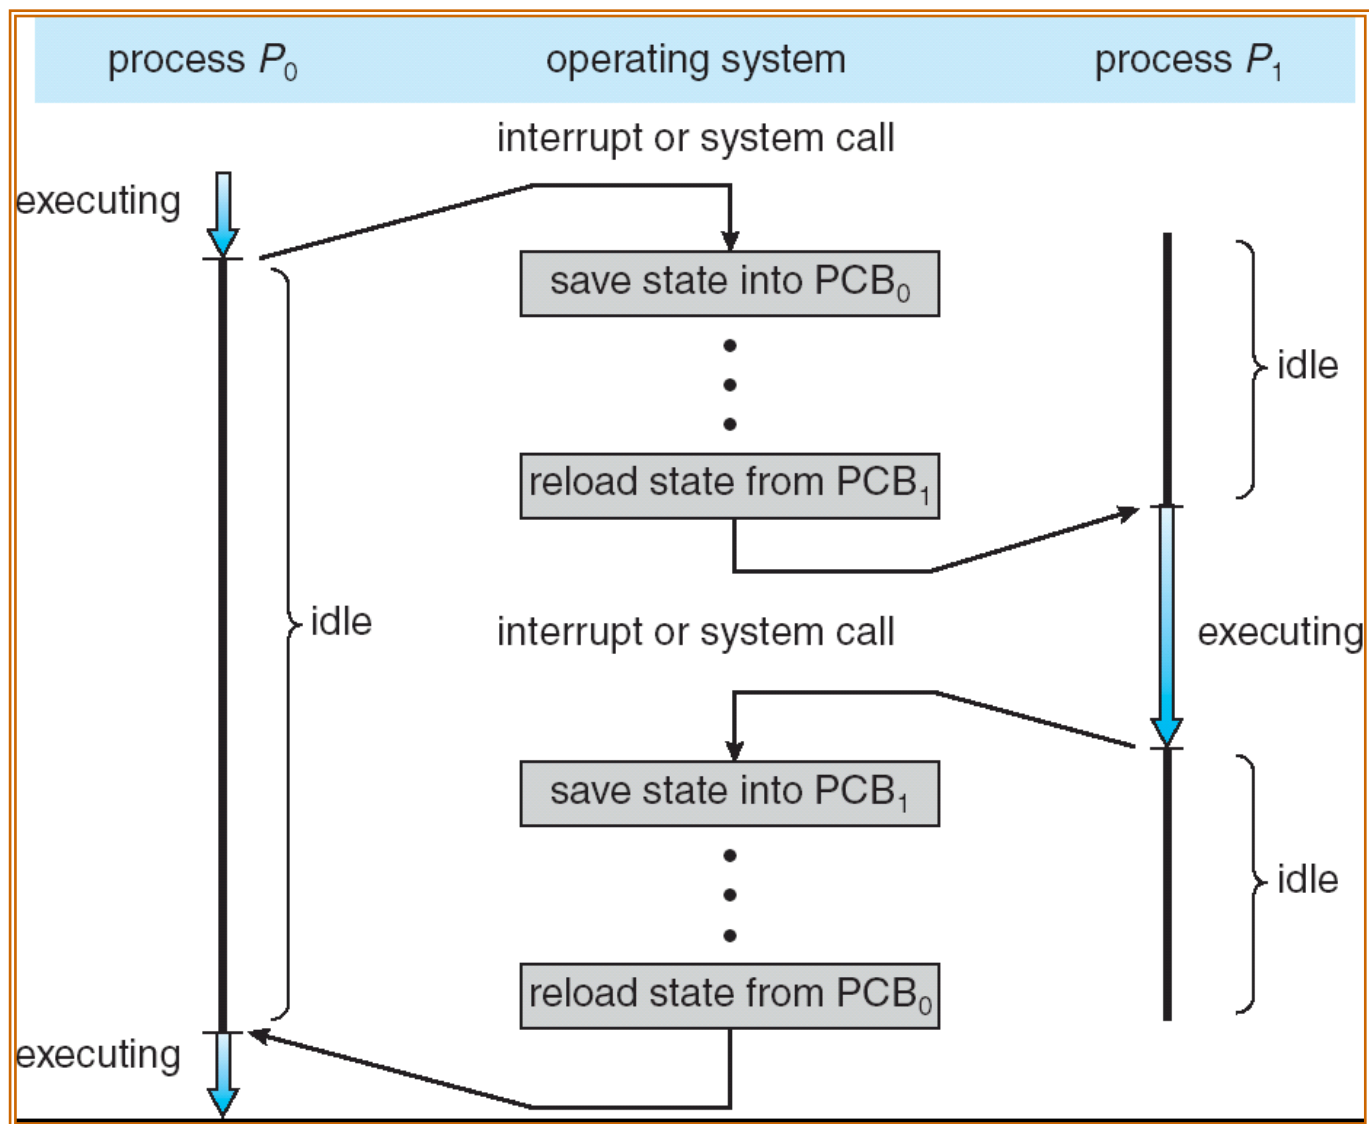 process P₀ operating system process P₁
interrupt or system call
executing
save state into PCB₀
idle
reload state from PCB₁
idle
interrupt or system call
executing
save state into PCB₁
idle
reload state from PCB₀
executing